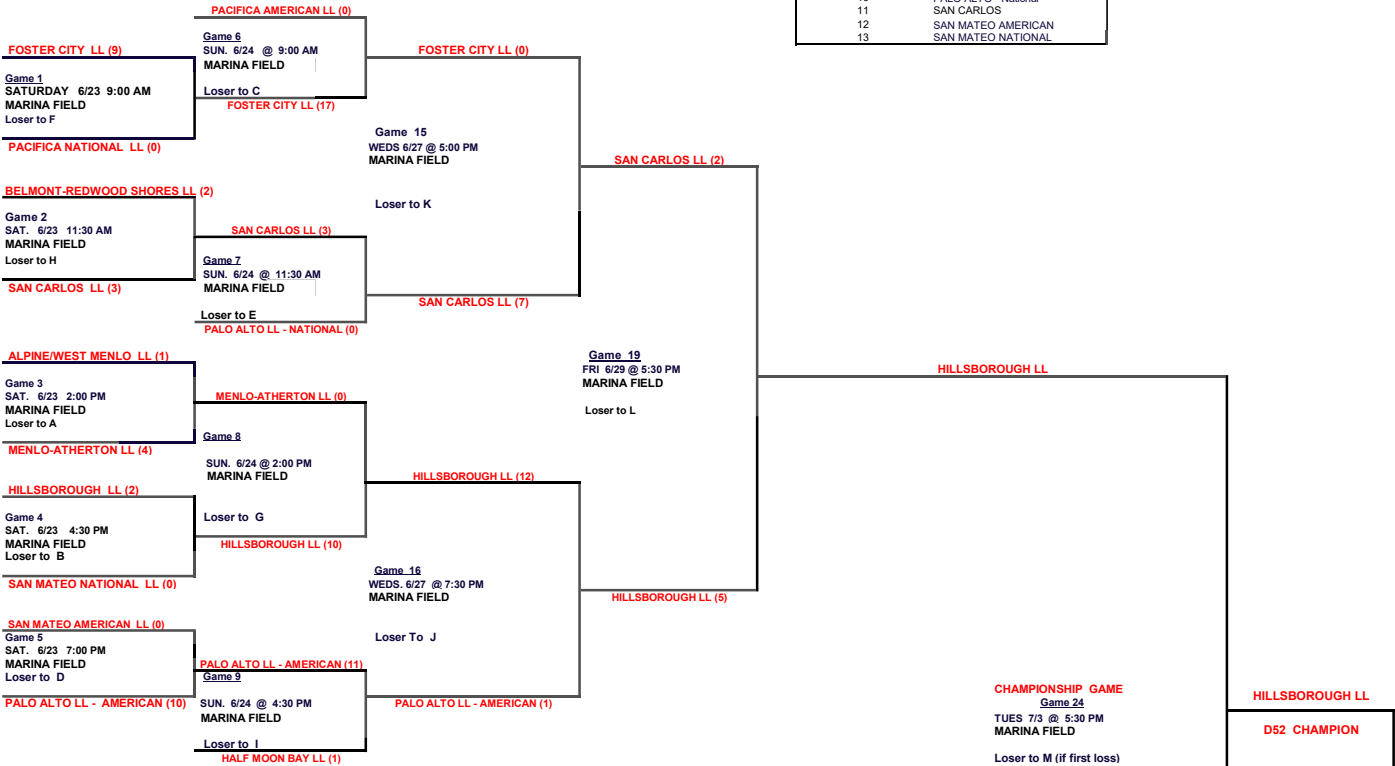 PACIFICA AMERICAN LL (0)
Game 6
SUN. 6/24 @ 9:00 AM
MARINA FIELD
Loser to C
FOSTER CITY LL (17)
FOSTER CITY LL (9)
Game 1
SATURDAY 6/23 9:00 AM
MARINA FIELD
Loser to F
PACIFICA NATIONAL LL (0)
BELMONT-REDWOOD SHORES LL (2)
Game 2
SAT. 6/23 11:30 AM
MARINA FIELD
Loser to H
SAN CARLOS LL (3)
SAN CARLOS LL (3)
Game 7
SUN. 6/24 @ 11:30 AM
MARINA FIELD
Loser to E
PALO ALTO LL - NATIONAL (0)
ALPINE/WEST MENLO LL (1)
Game 3
SAT. 6/23 2:00 PM
MARINA FIELD
Loser to A
MENLO-ATHERTON LL (4)
MENLO-ATHERTON LL (0)
Game 8
SUN. 6/24 @ 2:00 PM
MARINA FIELD
Loser to G
HILLSBOROUGH LL (10)
HILLSBOROUGH LL (2)
Game 4
SAT. 6/23 4:30 PM
MARINA FIELD
Loser to B
SAN MATEO NATIONAL LL (0)
SAN MATEO AMERICAN LL (0)
Game 5
SAT. 6/23 7:00 PM
MARINA FIELD
Loser to D
PALO ALTO LL - AMERICAN (10)
PALO ALTO LL - AMERICAN (11)
Game 9
SUN. 6/24 @ 4:30 PM
MARINA FIELD
Loser to I
HALF MOON BAY LL (1)
FOSTER CITY LL (0)
Game 15
WEDS 6/27 @ 5:00 PM
MARINA FIELD
Loser to K
SAN CARLOS LL (7)
HILLSBOROUGH LL (12)
Game 16
WEDS. 6/27 @ 7:30 PM
MARINA FIELD
Loser To J
PALO ALTO LL - AMERICAN (1)
SAN CARLOS LL (2)
Game 19
FRI 6/29 @ 5:30 PM
MARINA FIELD
Loser to L
HILLSBOROUGH LL (5)
11 SAN CARLOS
12 SAN MATEO AMERICAN
13 SAN MATEO NATIONAL
HILLSBOROUGH LL
CHAMPIONSHIP GAME
Game 24
TUES 7/3 @ 5:30 PM
MARINA FIELD
Loser to M (if first loss)
HILLSBOROUGH LL
D52 CHAMPION